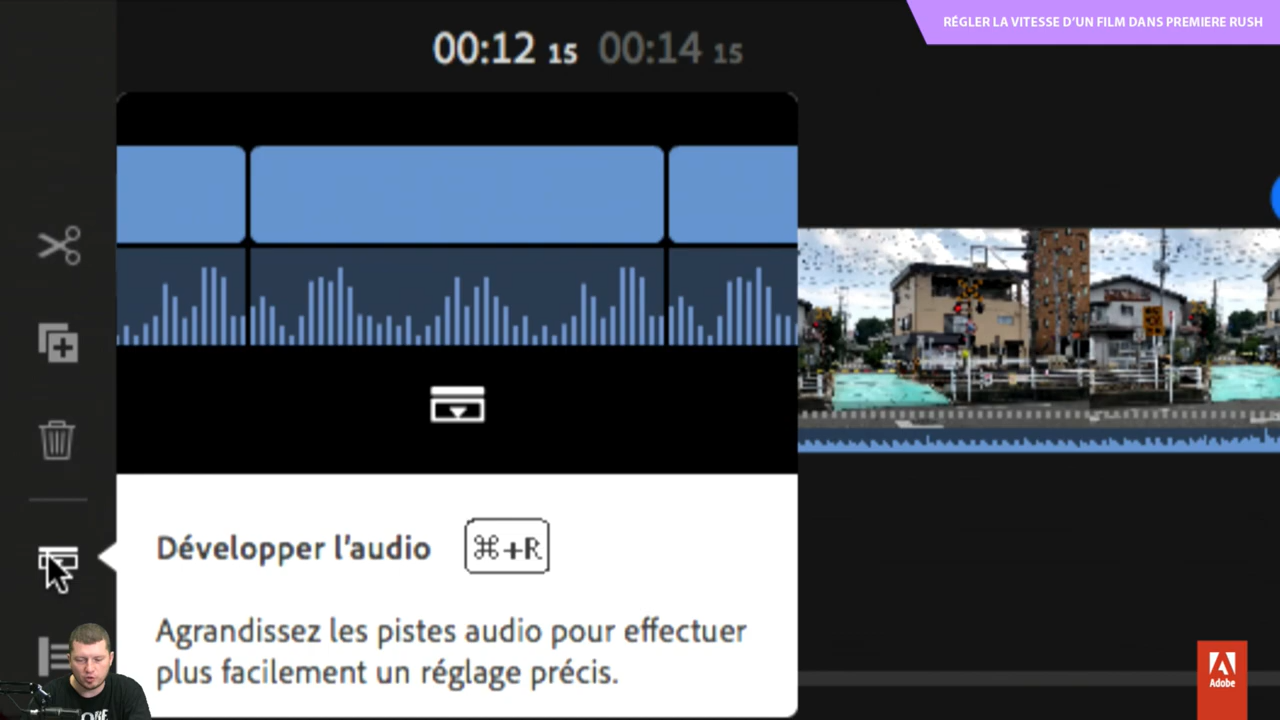 RÉGLER LA VITESSE D'UN FILM DANS PREMIERE RUSH
00:12 15 00:14 15
Développer l'audio ⌘+R
Agrandissez les pistes audio pour effectuer
plus facilement un réglage précis.
Adobe